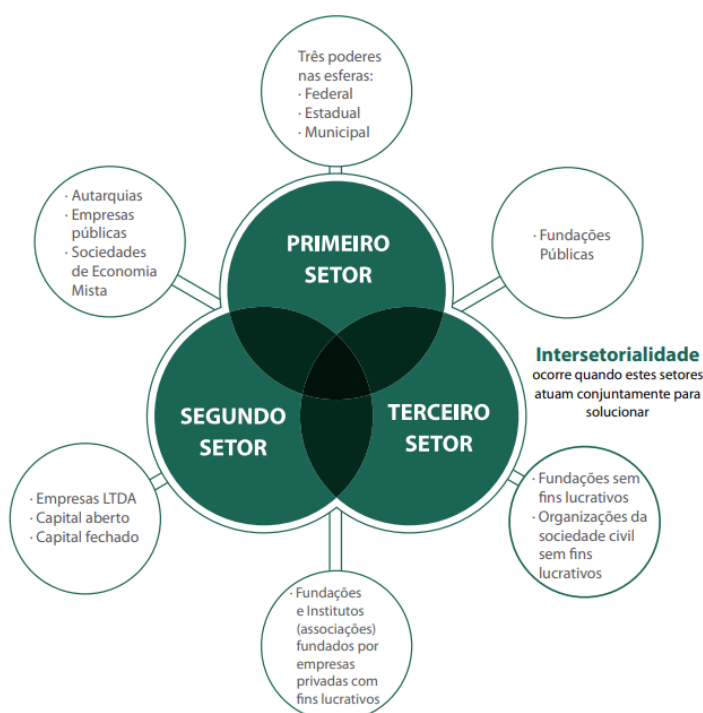 Três poderes
nas esferas:
· Federal
· Estadual
· Municipal
· Autarquias
· Empresas
públicas
· Sociedades
de Economia
Mista
PRIMEIRO
SETOR
· Fundações
Públicas
Intersetorialidade
ocorre quando estes setores
atuam conjuntamente para
solucionar
SEGUNDO
SETOR
TERCEIRO
SETOR
· Empresas LTDA
· Capital aberto
· Capital fechado
· Fundações sem
fins lucrativos
· Organizações da
sociedade civil
sem fins
lucrativos
· Fundações
e Institutos
(associações)
fundados por
empresas
privadas com
fins lucrativos